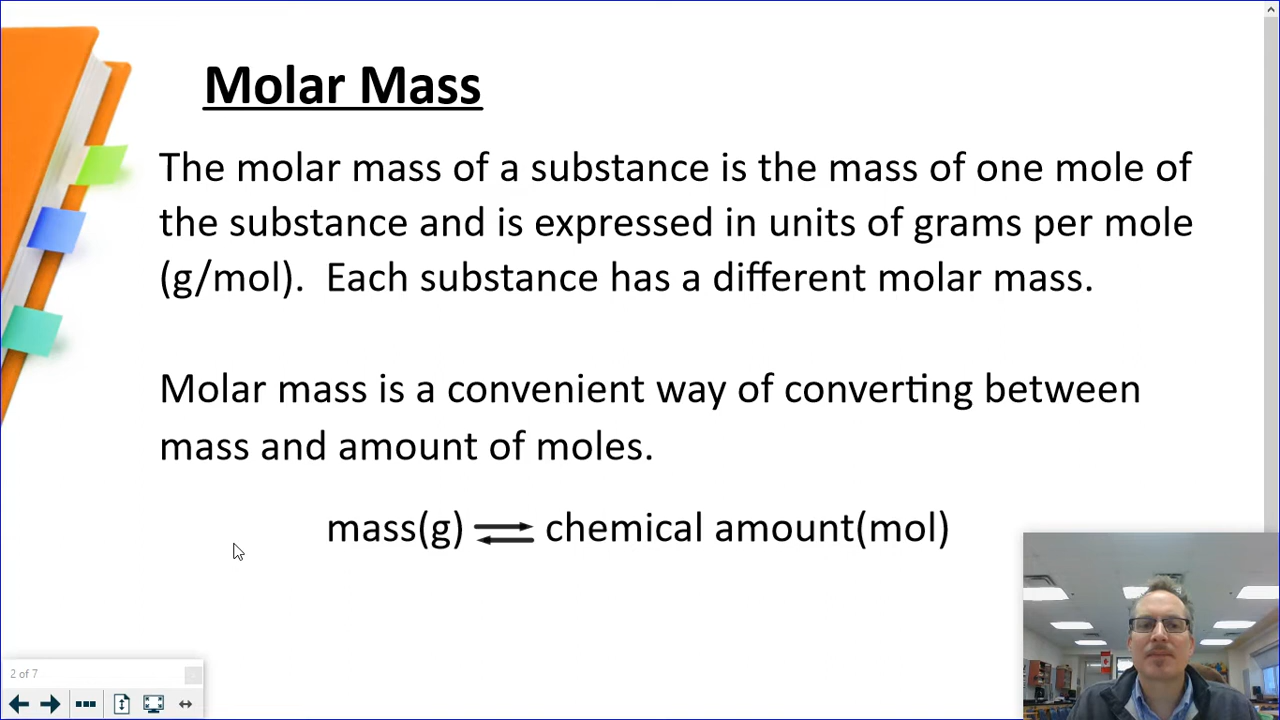 Molar Mass
The molar mass of a substance is the mass of one mole of
the substance and is expressed in units of grams per mole
(g/mol).  Each substance has a different molar mass.
Molar mass is a convenient way of converting between
mass and amount of moles.
mass(g) ⇌ chemical amount(mol)
2 of 7